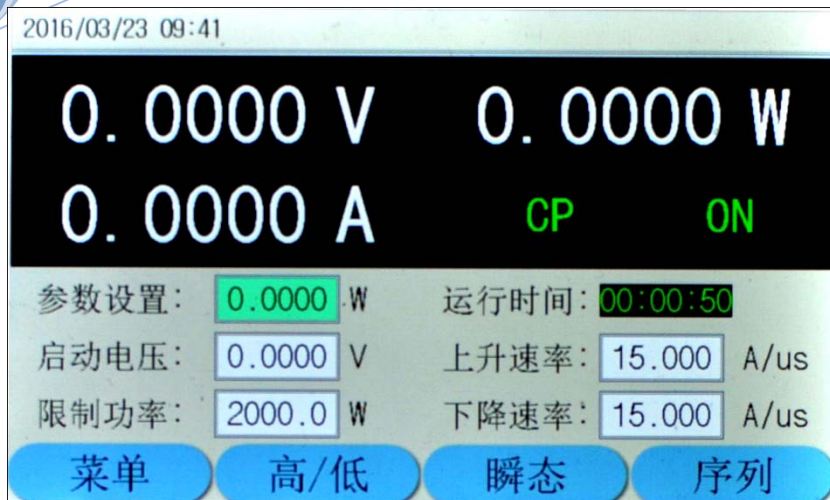 2016/03/23 09:41
0.0000 V 0.0000 W
0.0000 A CP ON
参数设置: 0.0000 W 运行时间: 00:00:50
启动电压: 0.0000 V 上升速率: 15.000 A/us
限制功率: 2000.0 W 下降速率: 15.000 A/us
菜单 高/低 瞬态 序列